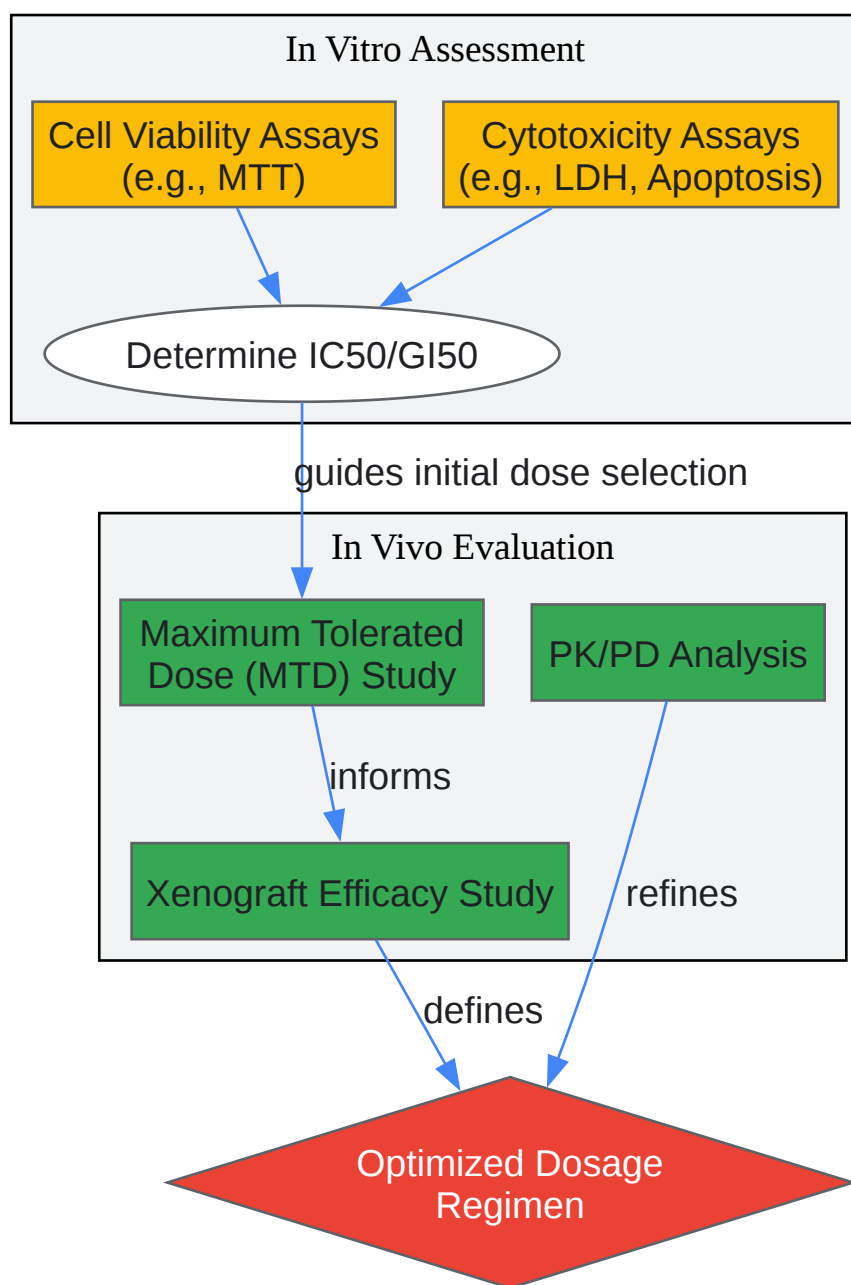 In Vitro Assessment
Cell Viability Assays
(e.g., MTT)
Cytotoxicity Assays
(e.g., LDH, Apoptosis)
Determine IC50/GI50
guides initial dose selection
In Vivo Evaluation
Maximum Tolerated
Dose (MTD) Study
PK/PD Analysis
informs
Xenograft Efficacy Study
refines
defines
Optimized Dosage
Regimen